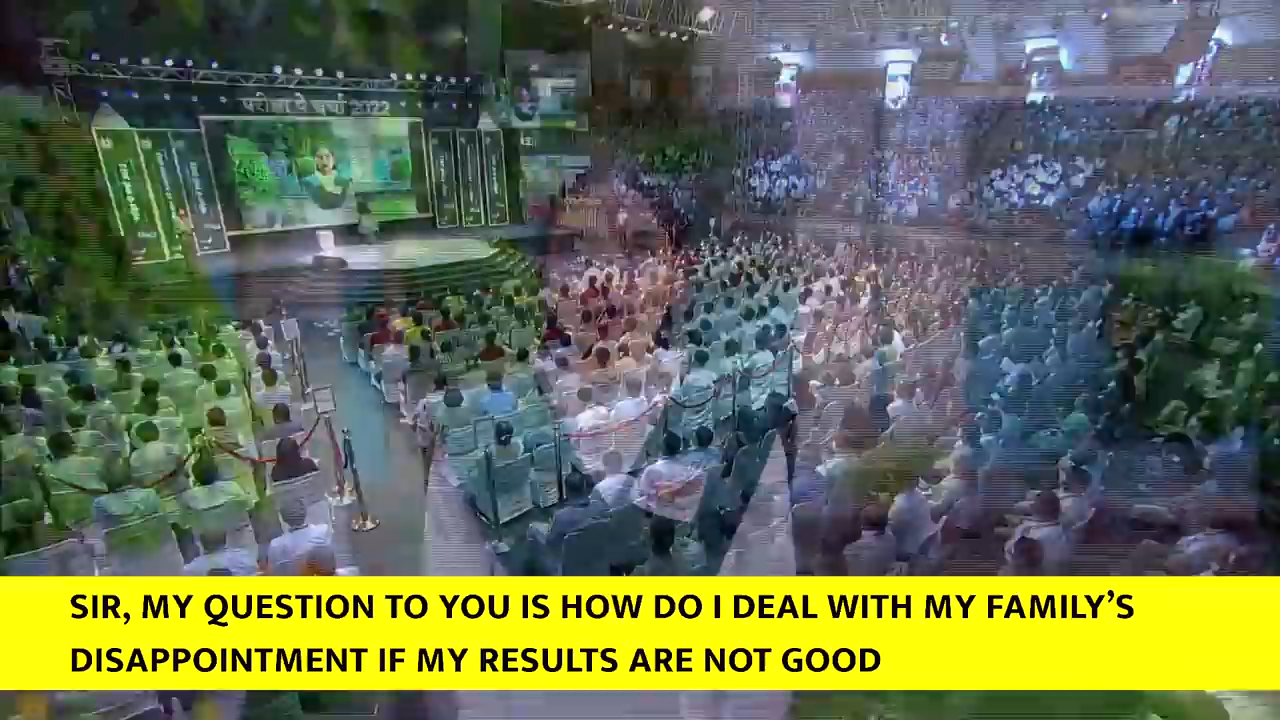 परीक्षा पे चर्चा 2022
SIR, MY QUESTION TO YOU IS HOW DO I DEAL WITH MY FAMILY’S
DISAPPOINTMENT IF MY RESULTS ARE NOT GOOD